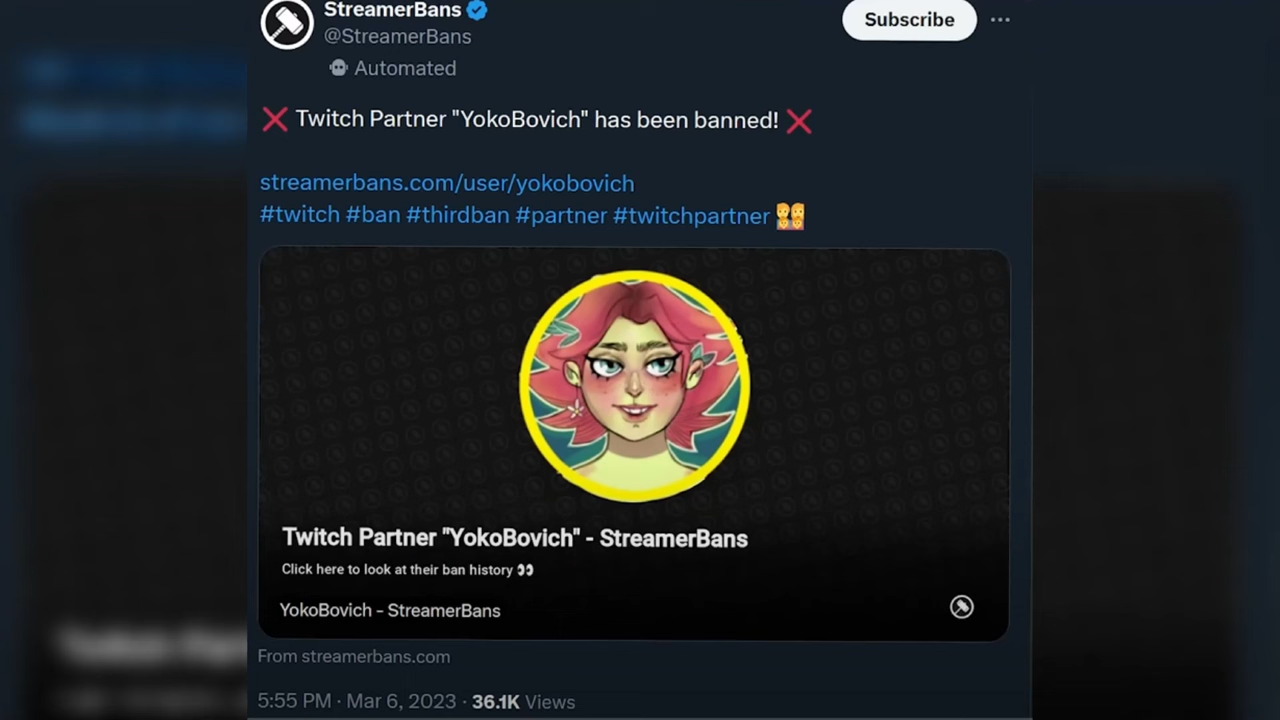 StreamerBans
@StreamerBans
Automated
Subscribe
❌ Twitch Partner "YokoBovich" has been banned! ❌
streamerbans.com/user/yokobovich
#twitch #ban #thirdban #partner #twitchpartner
Twitch Partner "YokoBovich" - StreamerBans
Click here to look at their ban history 👀
YokoBovich - StreamerBans
From streamerbans.com
5:55 PM · Mar 6, 2023 · 36.1K Views